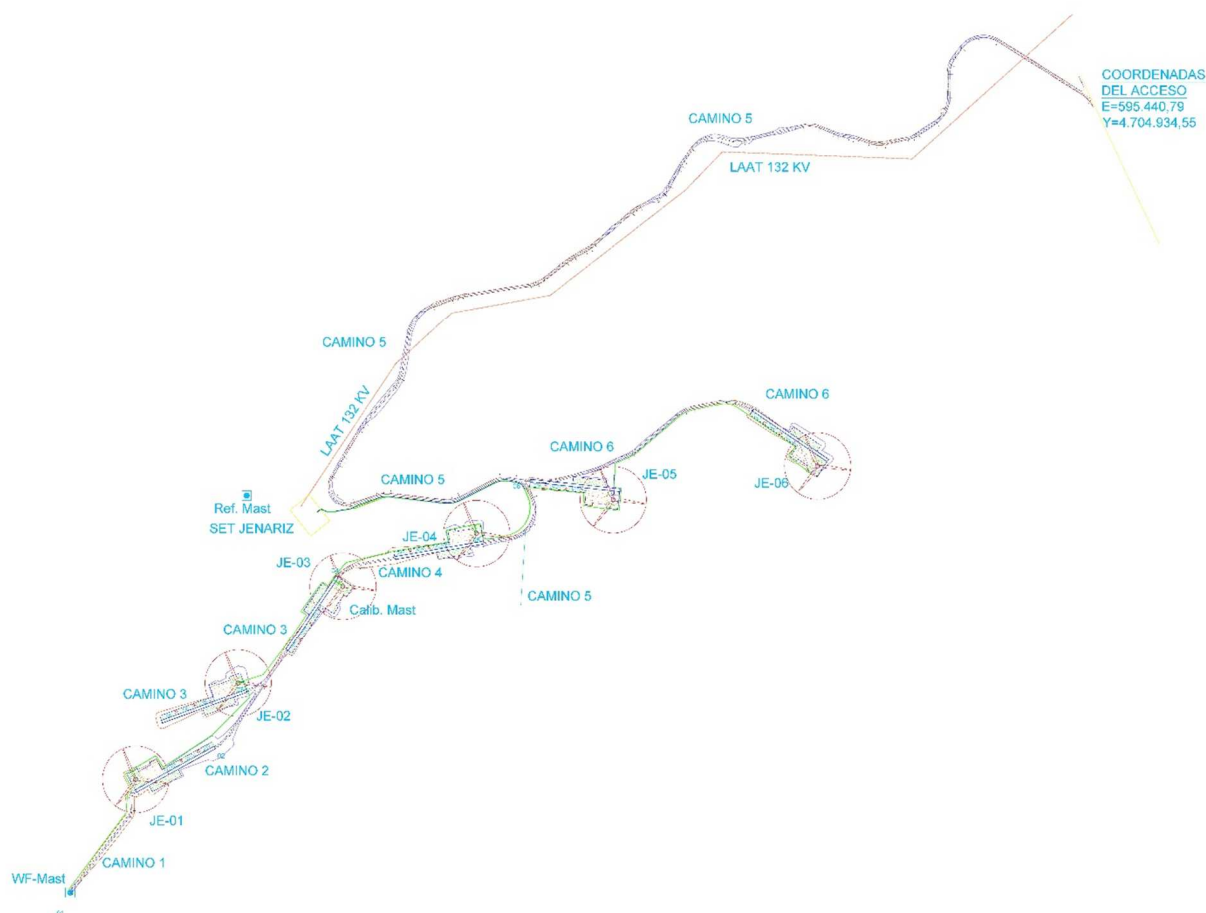 COORDENADAS
DEL ACCESO
E=595.440,79
Y=4.704.934,55
CAMINO 5
LAAT 132 KV
CAMINO 5
LAAT 132 KV
CAMINO 6
CAMINO 6
JE-05
JE-06
CAMINO 5
Ref. Mast
SET JENARIZ
JE-04
JE-03
CAMINO 4
CAMINO 5
Calib. Mast
CAMINO 3
CAMINO 3
JE-02
CAMINO 2
JE-01
CAMINO 1
WF-Mast